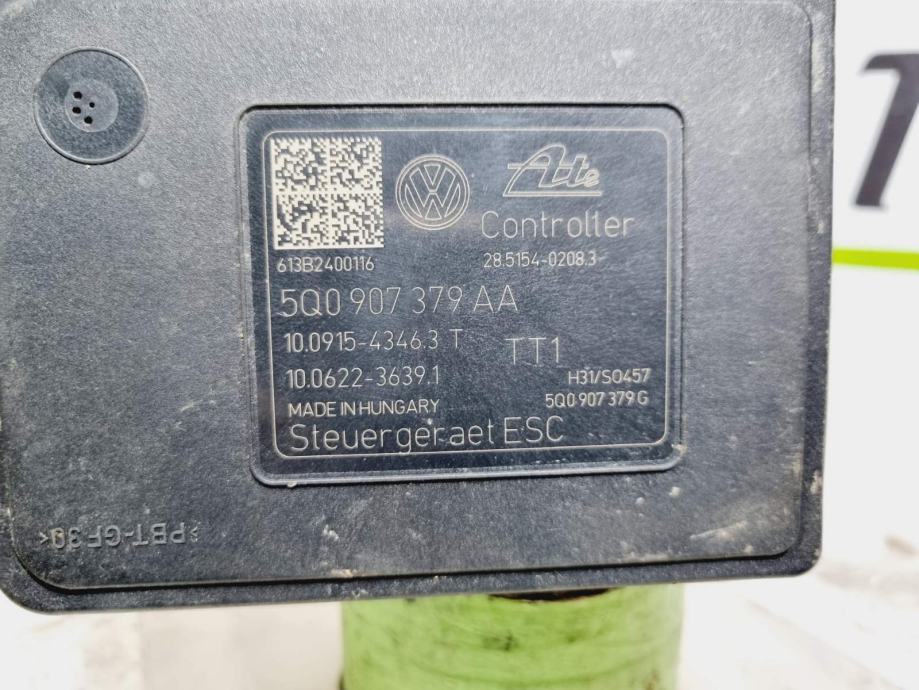 Ate
Controller
613B2400116
28.5154-0208.3
5Q0 907 379 AA
10.0915-4346.3 T
TT1
10.0622-3639.1
H31/S0457
MADE IN HUNGARY
5Q0 907 379 G
Steuergeraet ESC
>PBT-GF30<